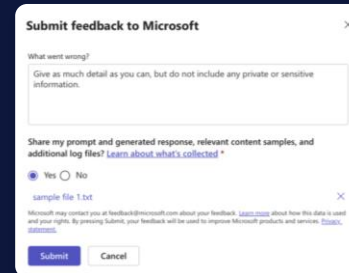 Submit feedback to Microsoft
What went wrong?
Give as much detail as you can, but do not include any private or sensitive
information.
Share my prompt and generated response, relevant content samples, and
additional log files? Learn about what's collected *
Yes No
sample file 1.txt
Microsoft may contact you at feedback@microsoft.com about your feedback. Learn more about how this data is used
and your rights. By pressing Submit, your feedback will be used to improve Microsoft products and services. Privacy
statement.
Submit Cancel